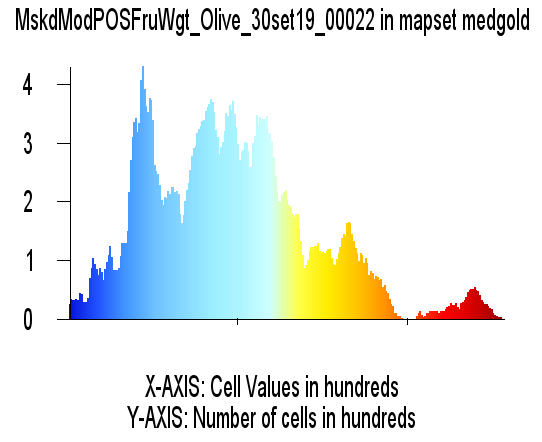 MskdModPOSFruWgt_Olive_30set19_00022 in mapset medgold
4
3
2
1
0
X-AXIS: Cell Values in hundreds
Y-AXIS: Number of cells in hundreds